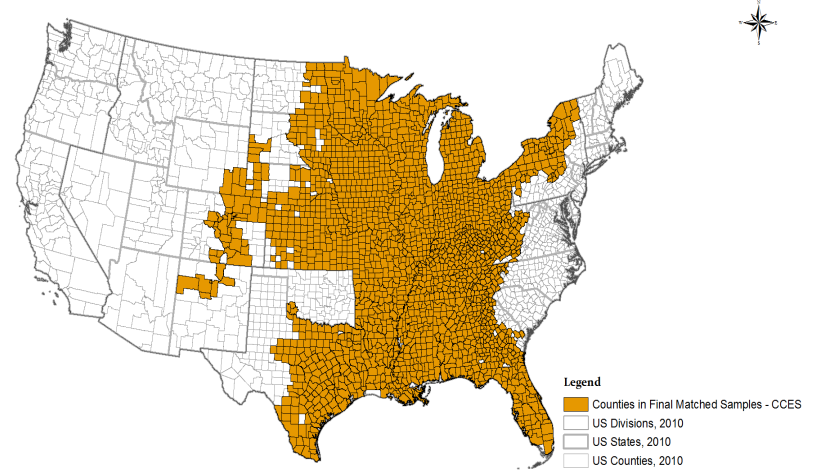 N
W E
S
Legend
Counties in Final Matched Samples - CCES
US Divisions, 2010
US States, 2010
US Counties, 2010